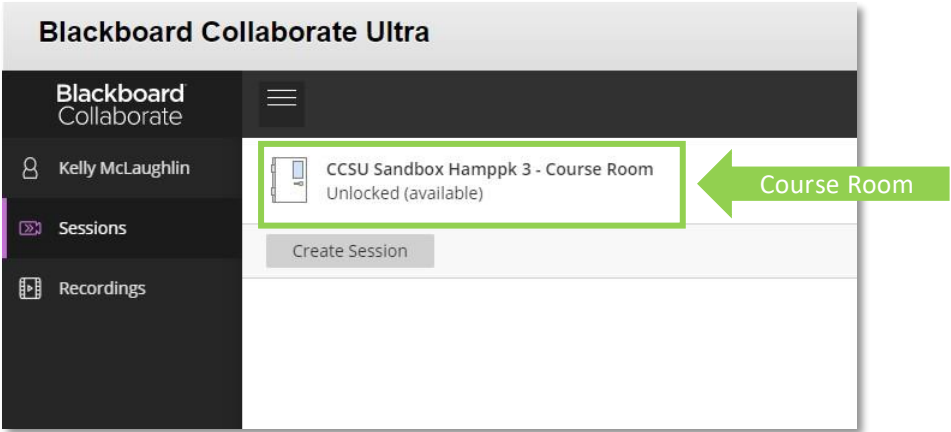 Blackboard Collaborate Ultra
Blackboard
Collaborate
Kelly McLaughlin
Sessions
Recordings
CCSU Sandbox Hamppk 3 - Course Room
Unlocked (available)
Course Room
Create Session